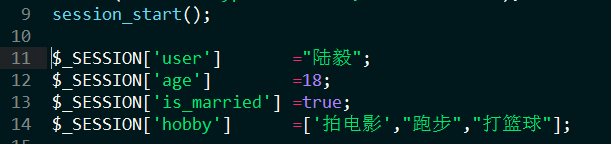 9 session_start();
10
11 $_SESSION['user'] ="陆毅";
12 $_SESSION['age'] =18;
13 $_SESSION['is_married'] =true;
14 $_SESSION['hobby'] =['拍电影',"跑步","打篮球"];